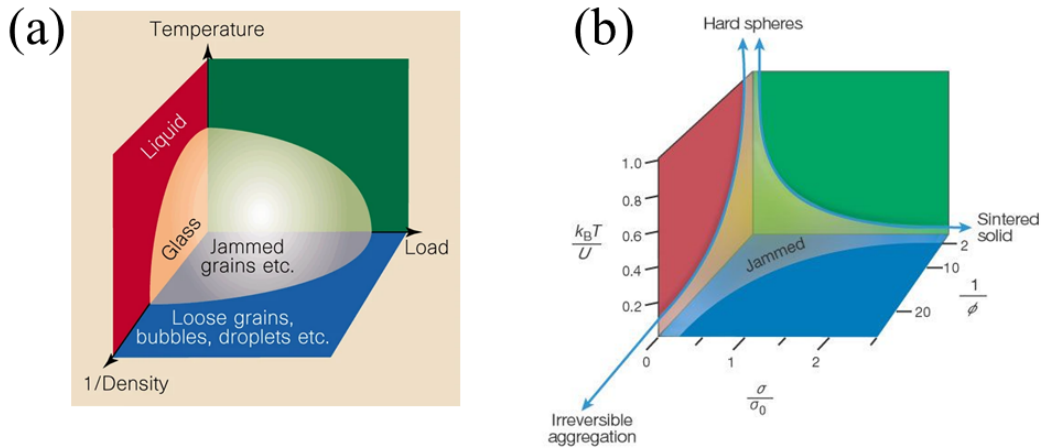 (a)
Temperature
Liquid
Glass
Jammed
grains etc.
Load
Loose grains,
bubbles, droplets etc.
1/Density
(b)
Hard spheres
1.0
0.8
0.6
0.4
0.2
k_BT
U
Jammed
Sintered
solid
2
10
20
1
ϕ
0
1
2
σ
σ₀
Irreversible
aggregation